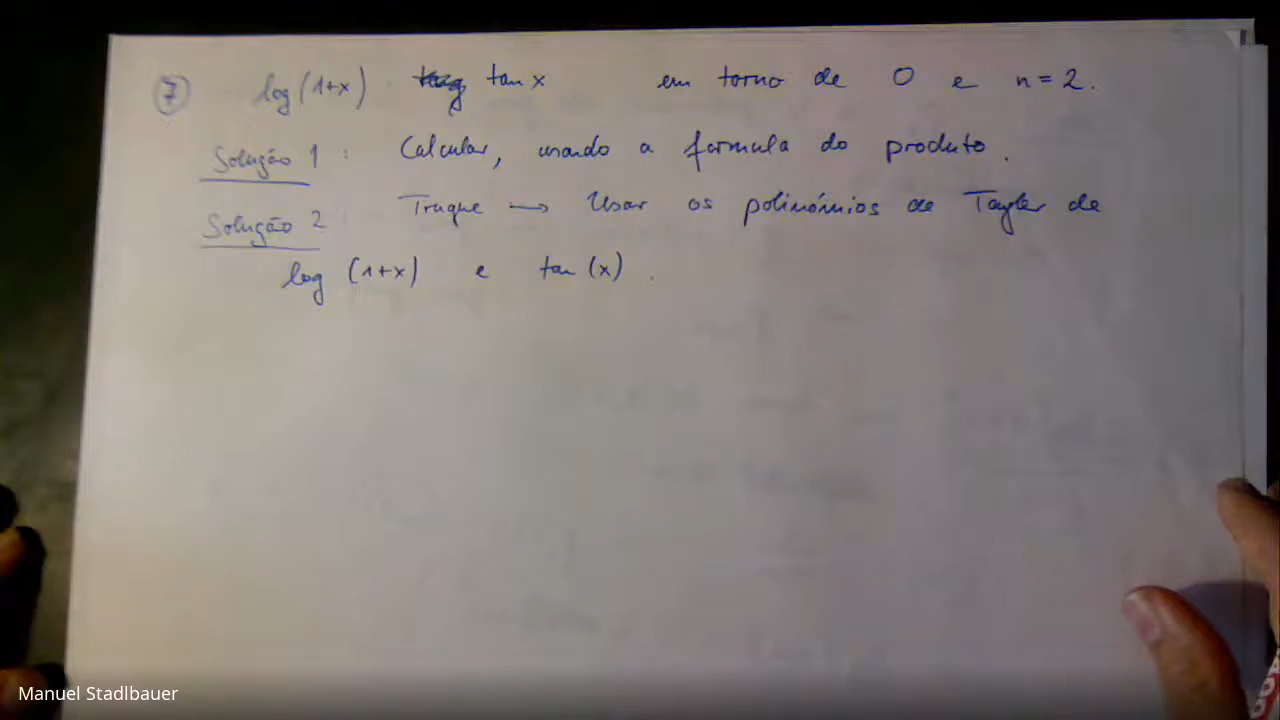 7 log(1+x) · tan x em torno de 0 e n = 2.
Solução 1 : Calcular, usando a formula do produto.
Solução 2 : Truque → Usar os polinómios de Taylor de
log (1+x) e tan (x).
Manuel Stadlbauer